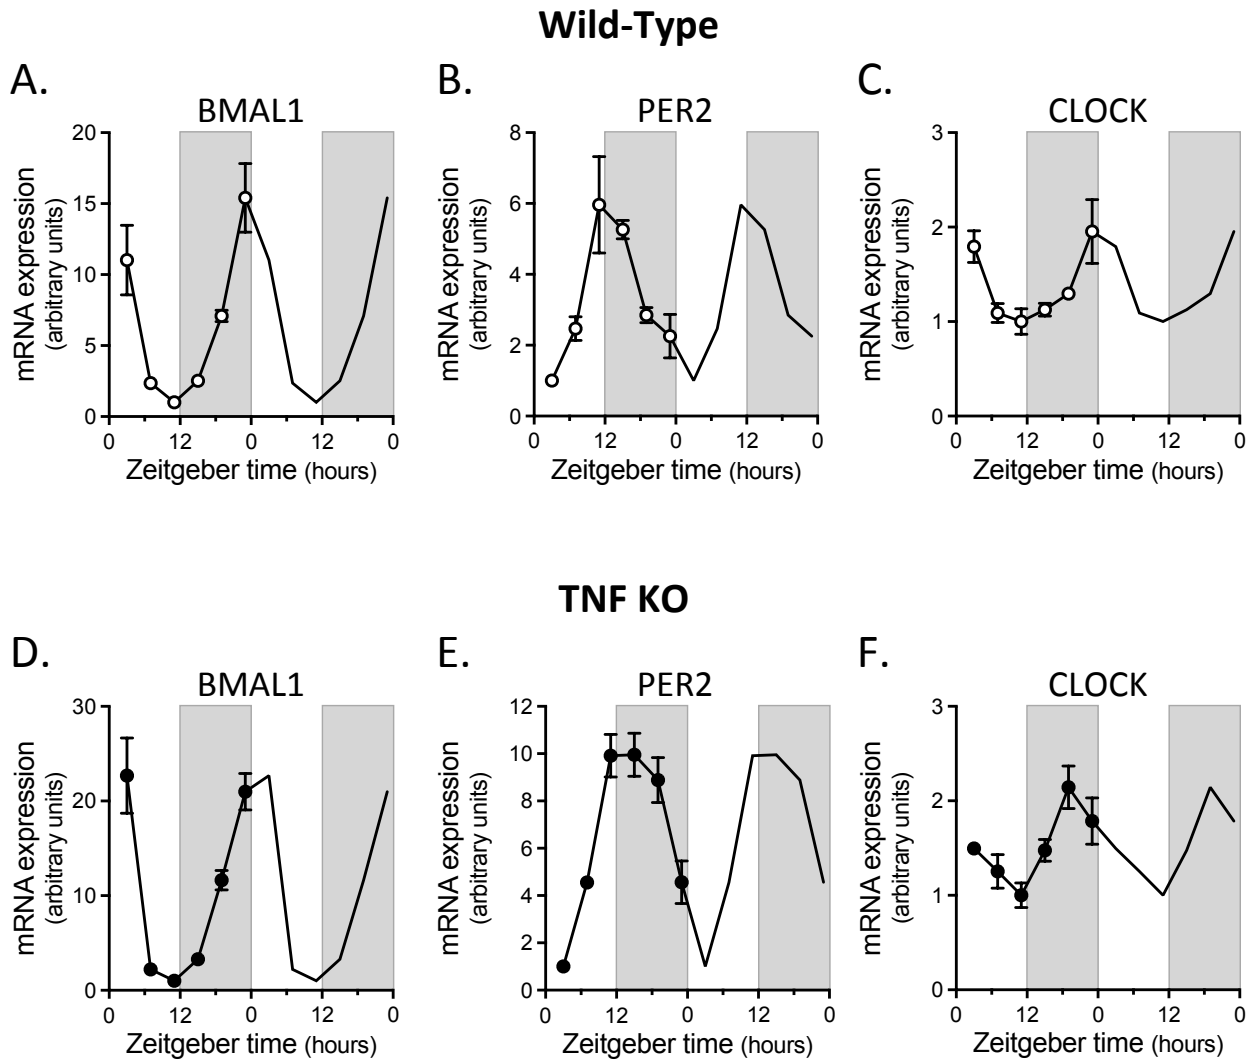 Wild-Type
A.
BMAL1
mRNA expression
(arbitrary units)
20
15
10
5
0
0 12 0 12 0
Zeitgeber time (hours)
B.
PER2
mRNA expression
(arbitrary units)
8
6
4
2
0
0 12 0 12 0
Zeitgeber time (hours)
C.
CLOCK
mRNA expression
(arbitrary units)
3
2
1
0
0 12 0 12 0
Zeitgeber time (hours)
TNF KO
D.
BMAL1
mRNA expression
(arbitrary units)
30
20
10
0
0 12 0 12 0
Zeitgeber time (hours)
E.
PER2
mRNA expression
(arbitrary units)
12
10
8
6
4
2
0
0 12 0 12 0
Zeitgeber time (hours)
F.
CLOCK
mRNA expression
(arbitrary units)
3
2
1
0
0 12 0 12 0
Zeitgeber time (hours)